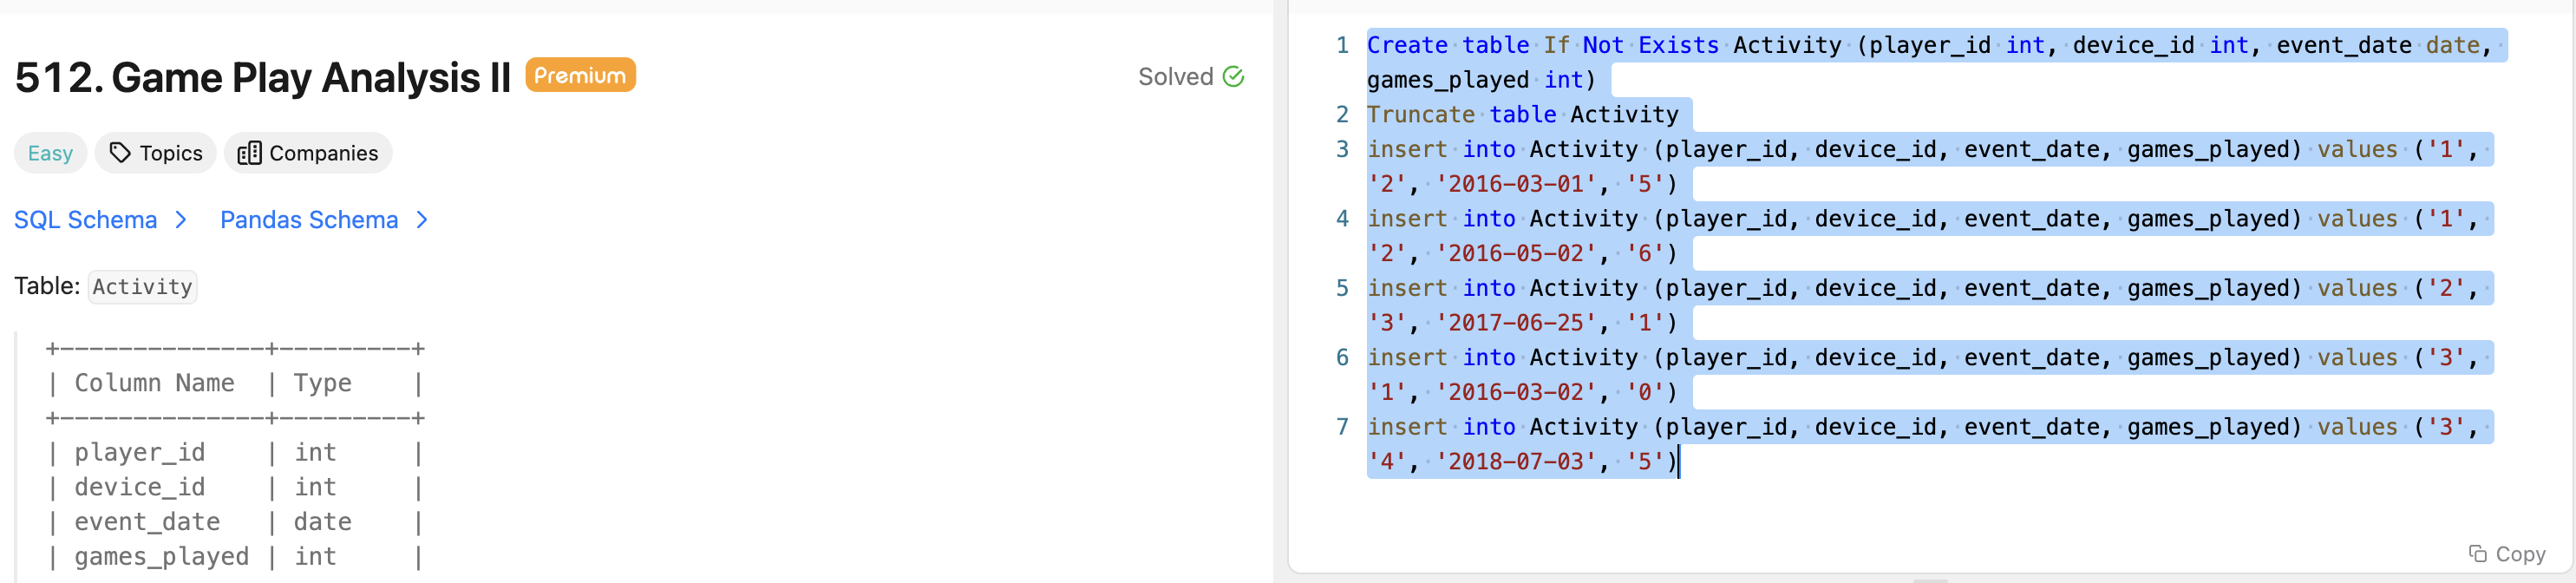 512. Game Play Analysis II Premium
Solved
Easy Topics Companies
SQL Schema > Pandas Schema >
Table: Activity
+-------------+---------+
| Column Name | Type    |
+-------------+---------+
| player_id   | int     |
| device_id   | int     |
| event_date  | date    |
| games_played | int     |
1 Create table If Not Exists Activity (player_id int, device_id int, event_date date,
games_played int)
2 Truncate table Activity
3 insert into Activity (player_id, device_id, event_date, games_played) values ('1',
'2', '2016-03-01', '5')
4 insert into Activity (player_id, device_id, event_date, games_played) values ('1',
'2', '2016-05-02', '6')
5 insert into Activity (player_id, device_id, event_date, games_played) values ('2',
'3', '2017-06-25', '1')
6 insert into Activity (player_id, device_id, event_date, games_played) values ('3',
'1', '2016-03-02', '0')
7 insert into Activity (player_id, device_id, event_date, games_played) values ('3',
'4', '2018-07-03', '5')
Copy